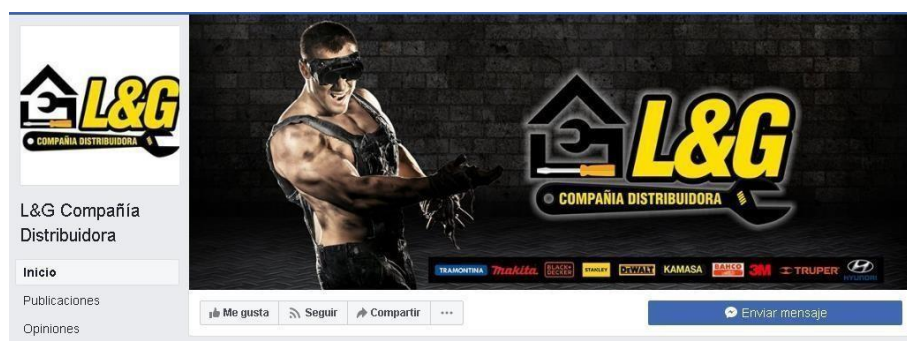 L&G
COMPAÑIA DISTRIBUIDORA
L&G Compañía
Distribuidora
Inicio
Publicaciones
Opiniones
L&G
COMPAÑIA DISTRIBUIDORA
TRAMONTINA makita BLACK+ DECKER STANLEY DEWALT KAMASA BAHCO 3M TRUPER HYUNDAI
Me gusta Seguir Compartir ...
Enviar mensaje